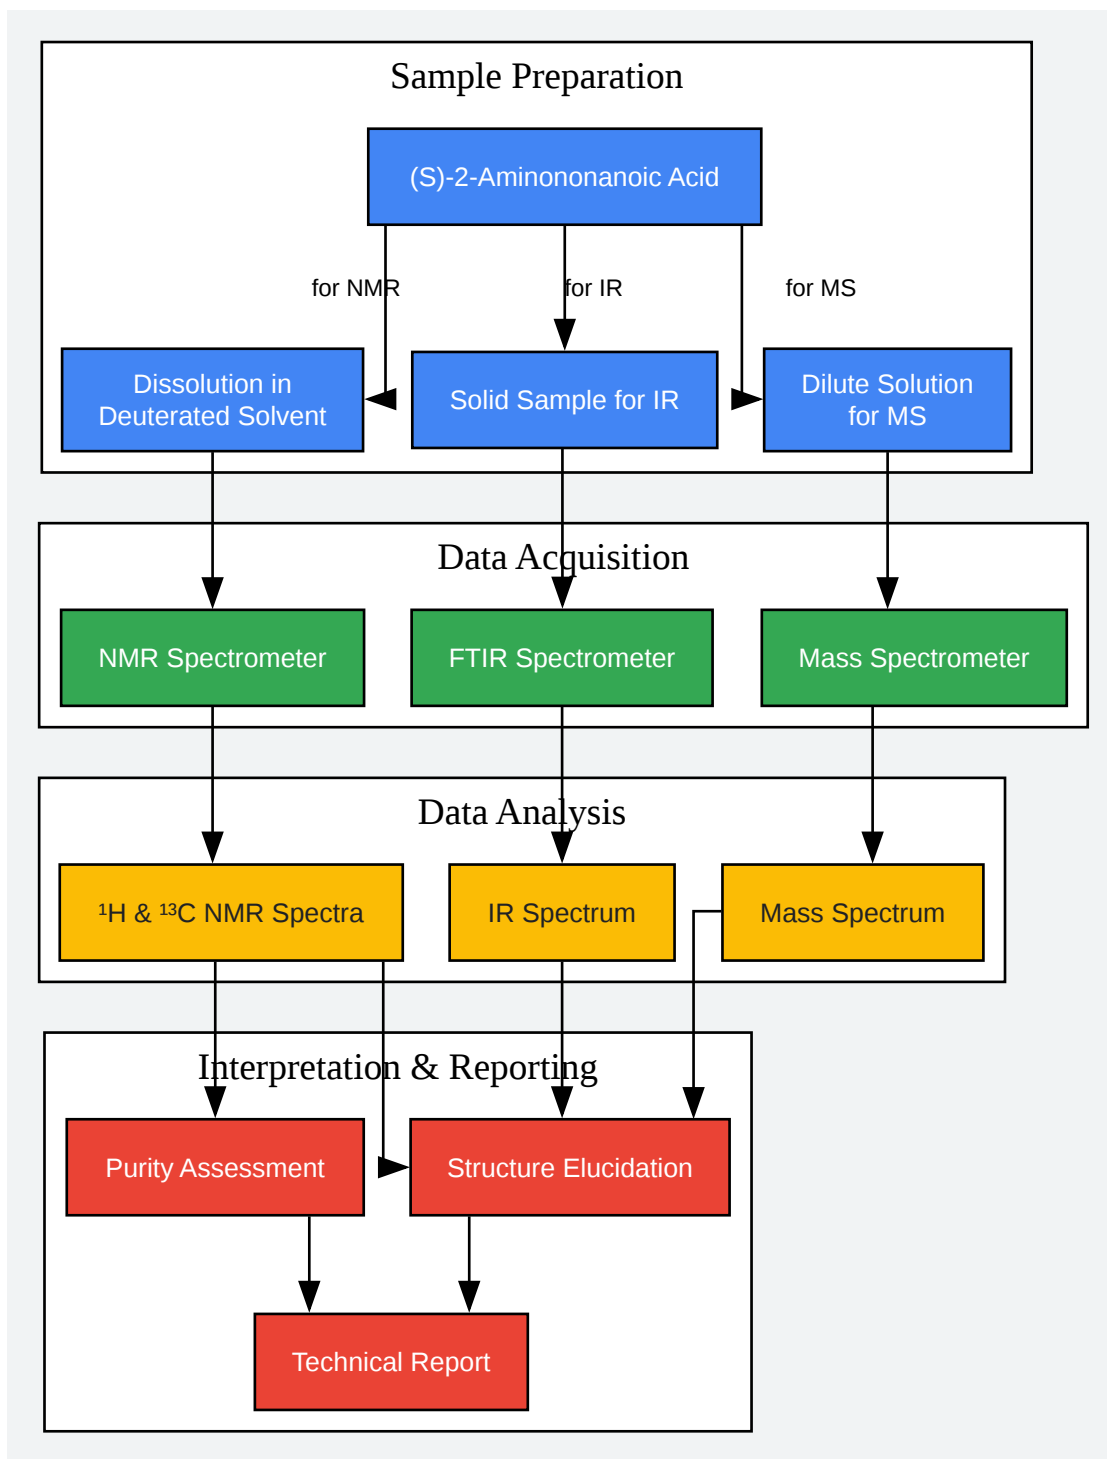 Sample Preparation
(S)-2-Aminononanoic Acid
for NMR
for IR
for MS
Dissolution in
Deuterated Solvent
Solid Sample for IR
Dilute Solution
for MS
Data Acquisition
NMR Spectrometer
FTIR Spectrometer
Mass Spectrometer
Data Analysis
¹H & ¹³C NMR Spectra
IR Spectrum
Mass Spectrum
Interpretation & Reporting
Purity Assessment
Structure Elucidation
Technical Report